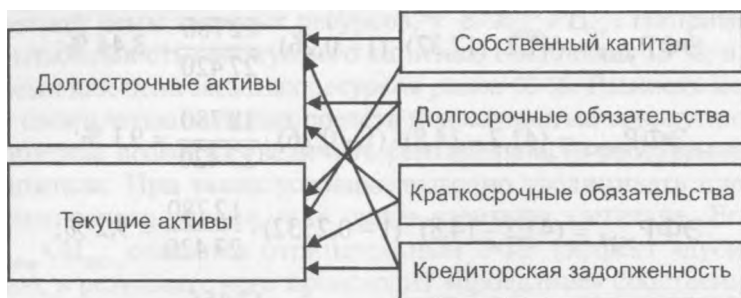 Собственный капитал
Долгострочные активы
Долгосрочные обязательства
Краткосрочные обязательства
Текущие активы
Кредиторская задолженность